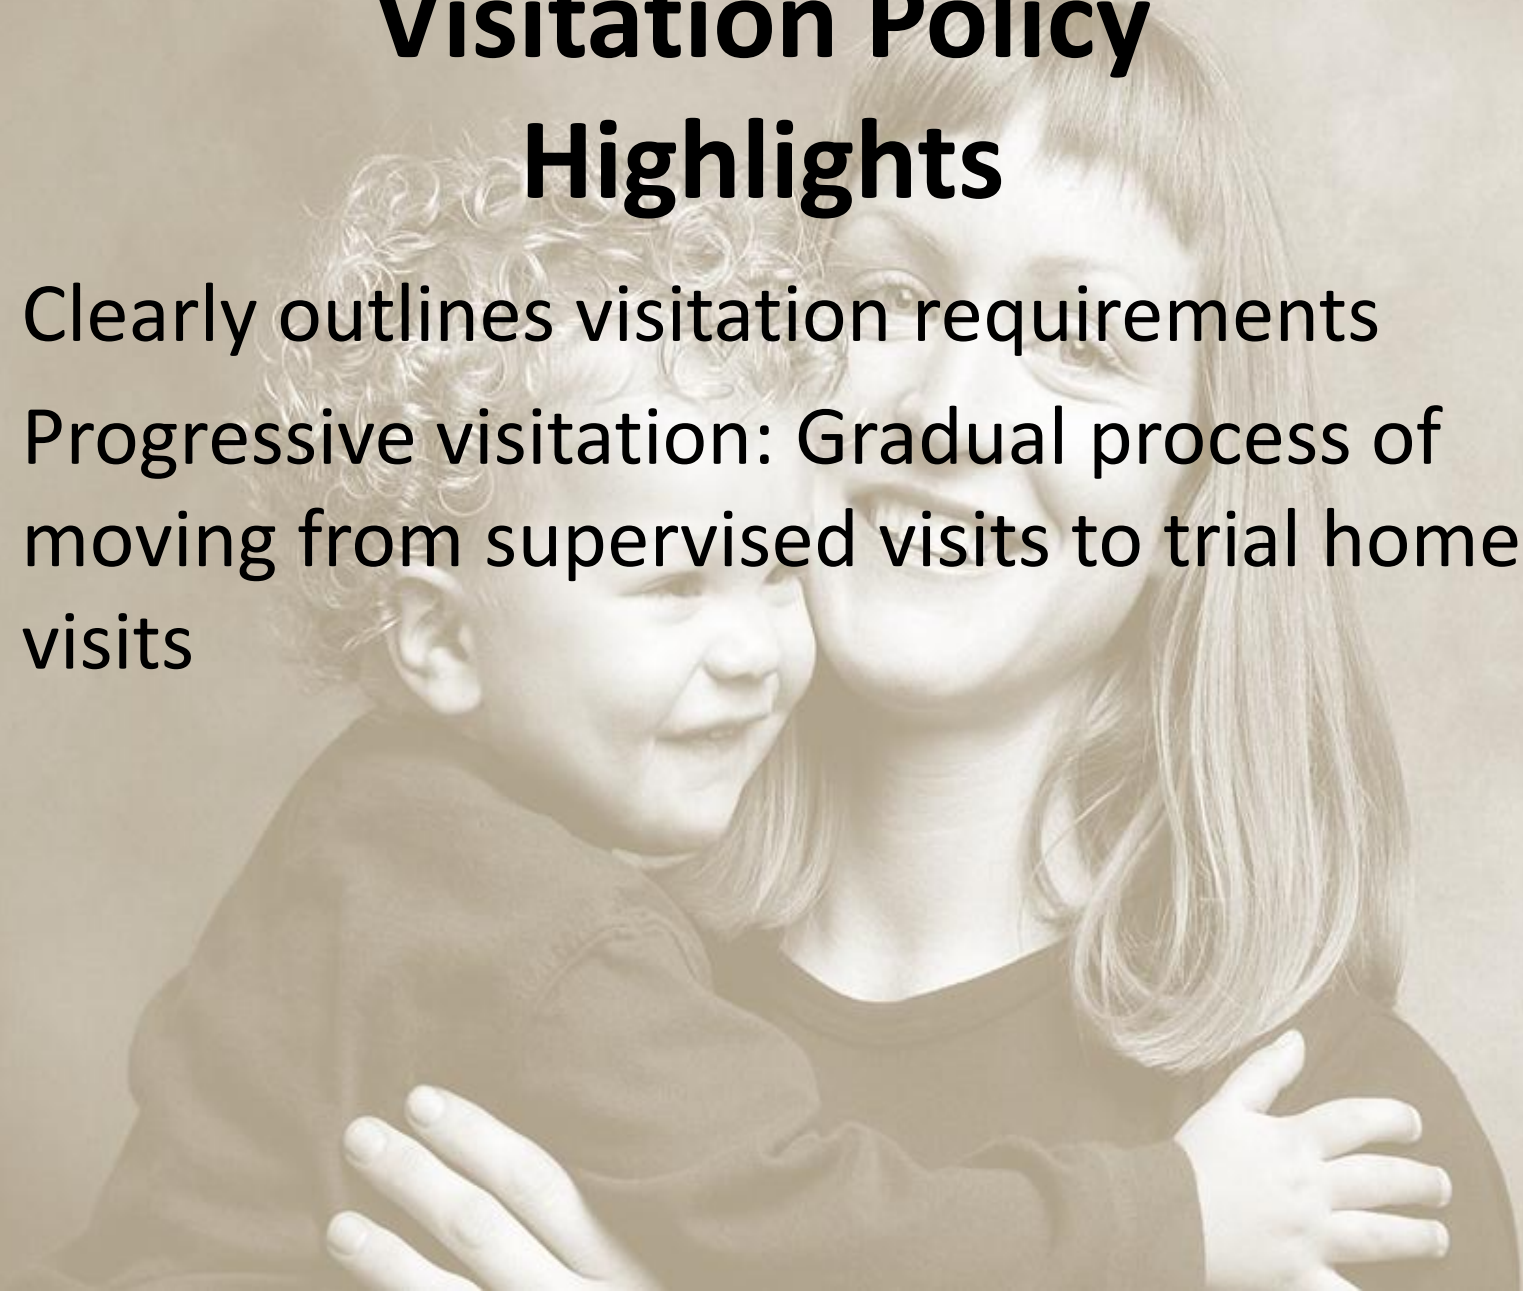 Visitation Policy
Highlights
Clearly outlines visitation requirements
Progressive visitation: Gradual process of
moving from supervised visits to trial home
visits